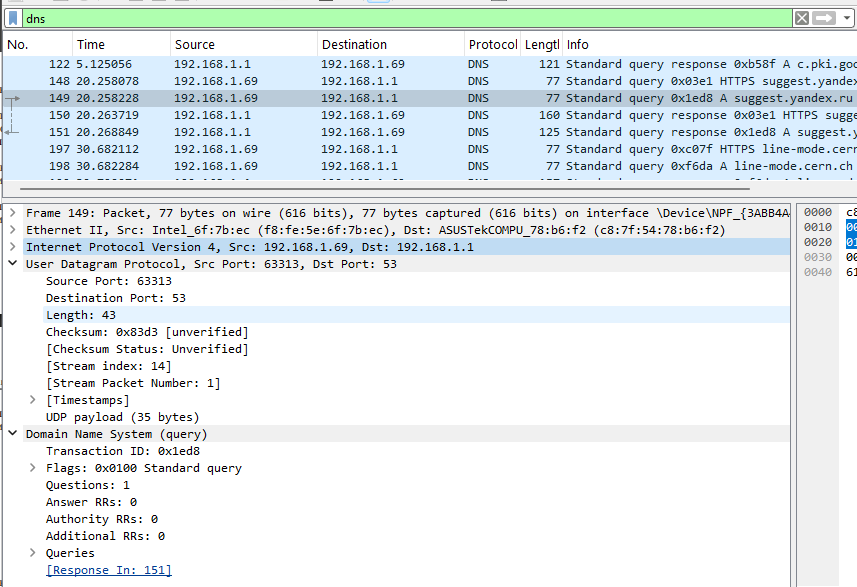 dns
No. Time Source Destination Protocol Lengtl Info
122 5.125056 192.168.1.1 192.168.1.69 DNS 121 Standard query response 0xb58f A c.pki.goo
148 20.258078 192.168.1.69 192.168.1.1 DNS 77 Standard query 0x03e1 HTTPS suggest.yandex
149 20.258228 192.168.1.69 192.168.1.1 DNS 77 Standard query 0x1ed8 A suggest.yandex.ru
150 20.263719 192.168.1.1 192.168.1.69 DNS 160 Standard query response 0x03e1 HTTPS sugge
151 20.268849 192.168.1.1 192.168.1.69 DNS 125 Standard query response 0x1ed8 A suggest.y
197 30.682112 192.168.1.69 192.168.1.1 DNS 77 Standard query 0xc07f HTTPS line-mode.cern
198 30.682284 192.168.1.69 192.168.1.1 DNS 77 Standard query 0xf6da A line-mode.cern.ch
Frame 149: Packet, 77 bytes on wire (616 bits), 77 bytes captured (616 bits) on interface \Device\NPF_{3ABB4A
Ethernet II, Src: Intel_6f:7b:ec (f8:fe:5e:6f:7b:ec), Dst: ASUSTekCOMPU_78:b6:f2 (c8:7f:54:78:b6:f2)
Internet Protocol Version 4, Src: 192.168.1.69, Dst: 192.168.1.1
User Datagram Protocol, Src Port: 63313, Dst Port: 53
Source Port: 63313
Destination Port: 53
Length: 43
Checksum: 0x83d3 [unverified]
[Checksum Status: Unverified]
[Stream index: 14]
[Stream Packet Number: 1]
[Timestamps]
UDP payload (35 bytes)
Domain Name System (query)
Transaction ID: 0x1ed8
Flags: 0x0100 Standard query
Questions: 1
Answer RRs: 0
Authority RRs: 0
Additional RRs: 0
Queries
[Response In: 151]
0000 c8
0010 00
0020 01
0030 00
0040 61